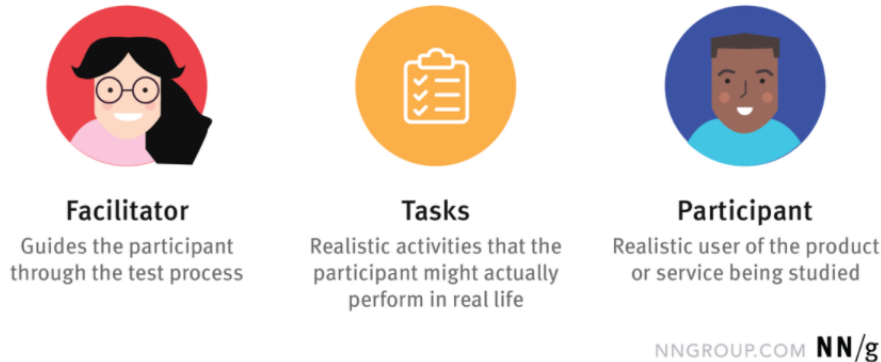 Facilitator
Guides the participant
through the test process
Tasks
Realistic activities that the
participant might actually
perform in real life
Participant
Realistic user of the product
or service being studied
NNGROUP.COM NN/g